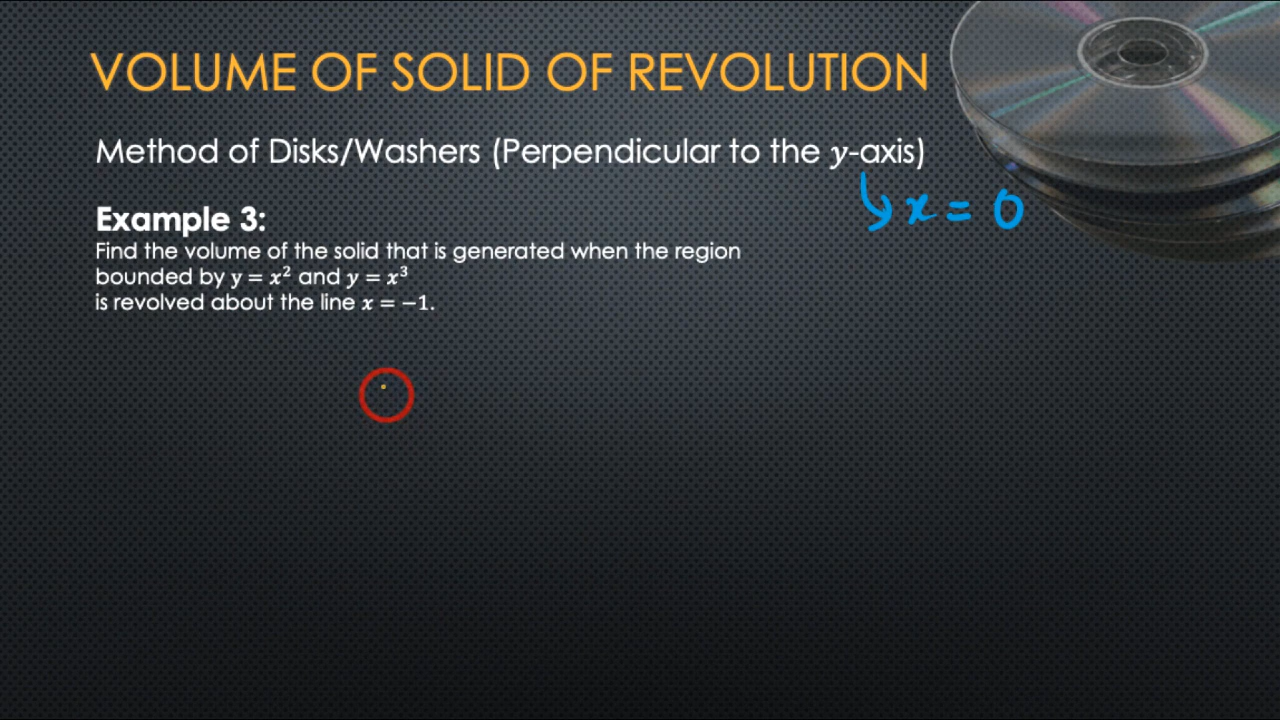 VOLUME OF SOLID OF REVOLUTION
Method of Disks/Washers (Perpendicular to the y-axis)
x = 0
Example 3:
Find the volume of the solid that is generated when the region
bounded by y = x² and y = x³
is revolved about the line x = −1.